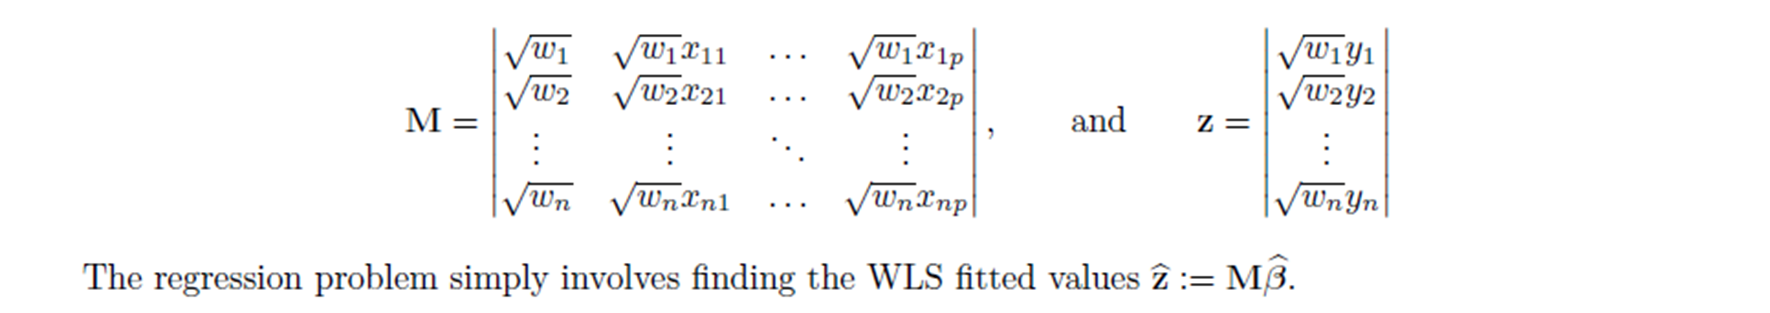 M = |√w₁ √w₁x₁₁ … √w₁x₁ₚ| , and z = |√w₁y₁|
|√w₂ √w₂x₂₁ … √w₂x₂ₚ| |√w₂y₂|
|⋮ ⋮ ⋱ ⋮| |⋮|
|√wₙ √wₙxₙ₁ … √wₙxₙₚ| |√wₙyₙ|
The regression problem simply involves finding the WLS fitted values ẑ := Mβ̂.